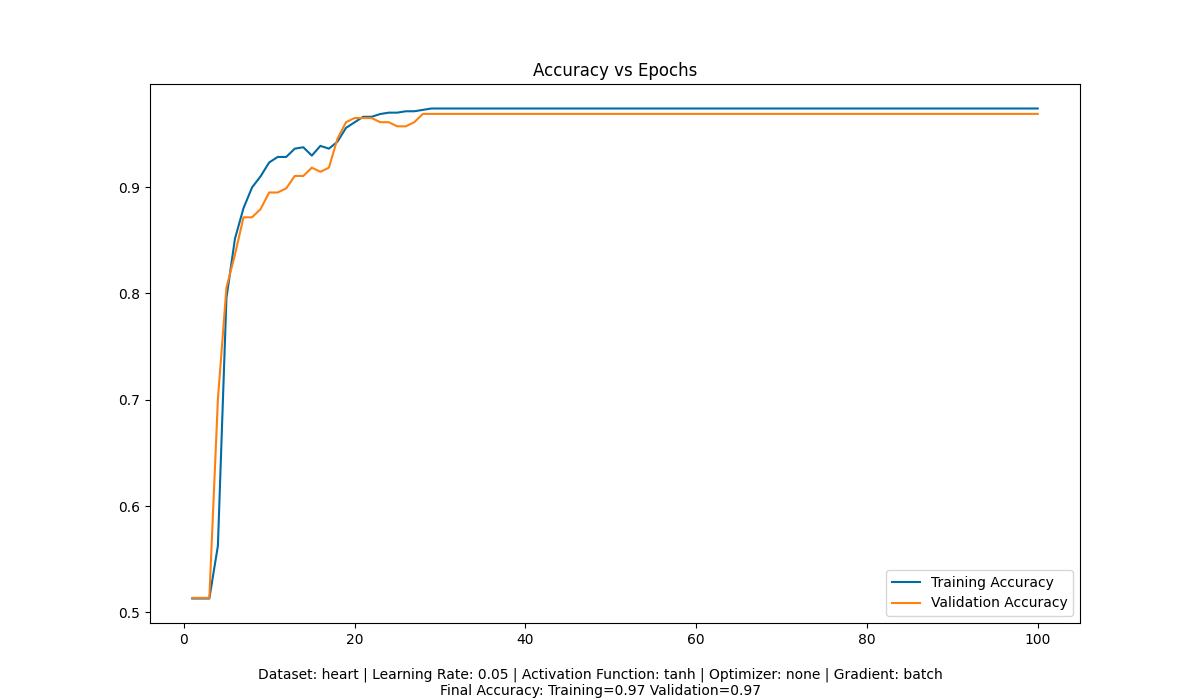 Accuracy vs Epochs
0.9
0.8
0.7
0.6
0.5
0 20 40 60 80 100
Training Accuracy
Validation Accuracy
Dataset: heart | Learning Rate: 0.05 | Activation Function: tanh | Optimizer: none | Gradient: batch
Final Accuracy: Training=0.97 Validation=0.97